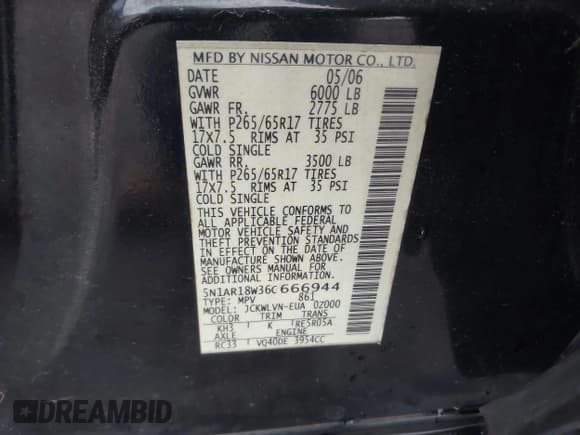 MFD BY NISSAN MOTOR CO., LTD.
DATE 05/06
GVWR 6000 LB
GAWR FR. 2775 LB
WITH P265/65R17 TIRES
17X7.5 RIMS AT 35 PSI
COLD SINGLE
GAWR RR. 3500 LB
WITH P265/65R17 TIRES
17X7.5 RIMS AT 35 PSI
COLD SINGLE
THIS VEHICLE CONFORMS TO
ALL APPLICABLE FEDERAL
MOTOR VEHICLE SAFETY AND
THEFT PREVENTION STANDARDS
IN EFFECT ON THE DATE OF
MANUFACTURE SHOWN ABOVE.
SEE OWNERS MANUAL FOR
ADDITIONAL INFORMATION.
5N1AR18W36C666944
TYPE: MPV 861
MODEL: JCKWLVN-EUA 0Z000
COLOR TRIM TRANS
KH3 K RE5R05A
AXLE ENGINE
RC33 VQ40DE 3954CC
DREAMBID